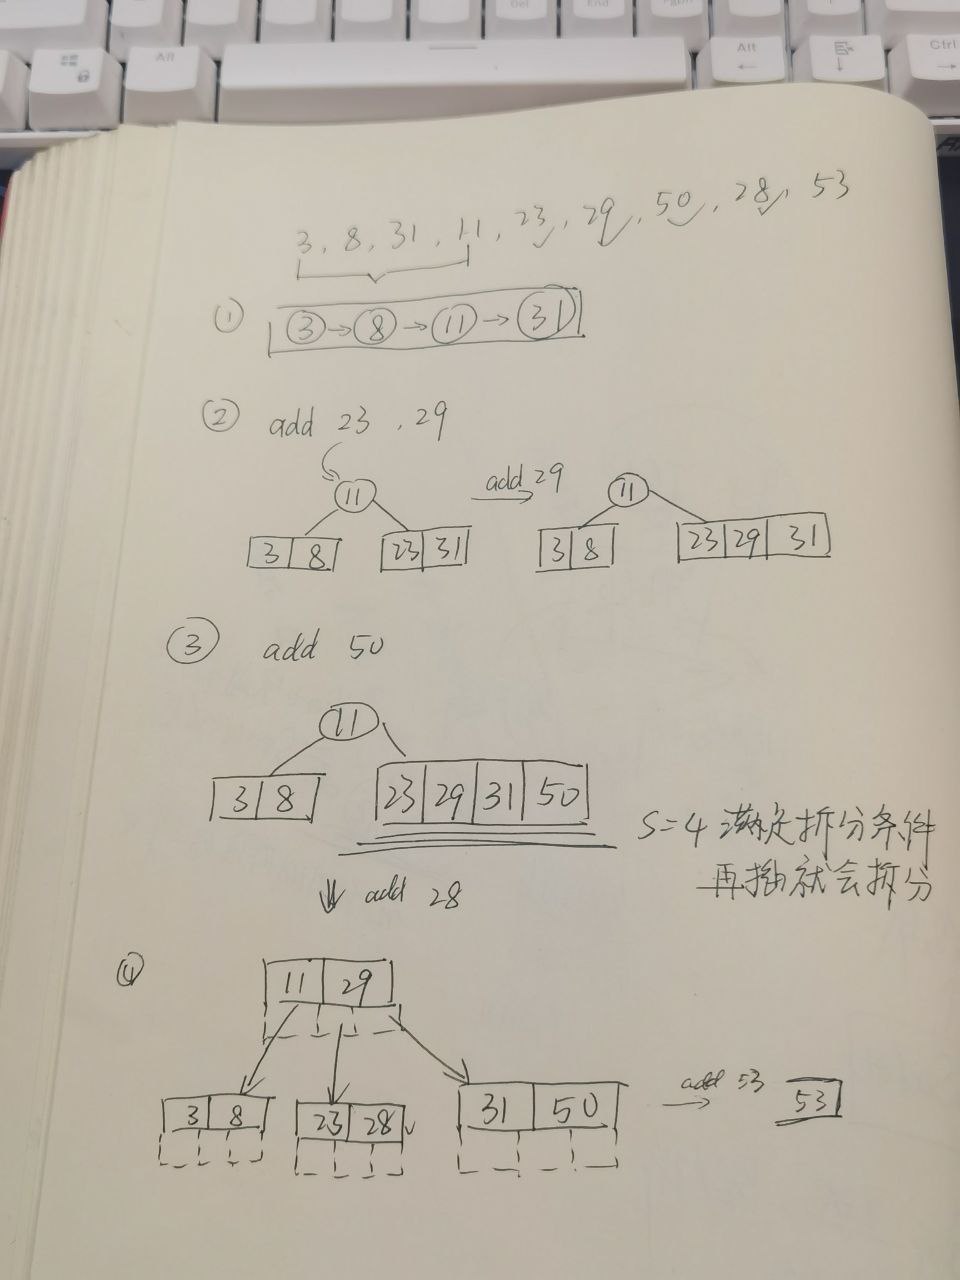 Del End PgDn
Alt Alt Ctrl
3, 8, 31, 11, 23, 29, 50, 28, 53
① 3→8→11→31
② add 23, 29
11 add 29 11
3 8 23 31 3 8 23 29 31
③ add 50
11
3 8 23 29 31 50
S=4 满足拆分条件
再插就会拆分
add 28
④ 11 29
3 8 23 28 31 50 add 53 53